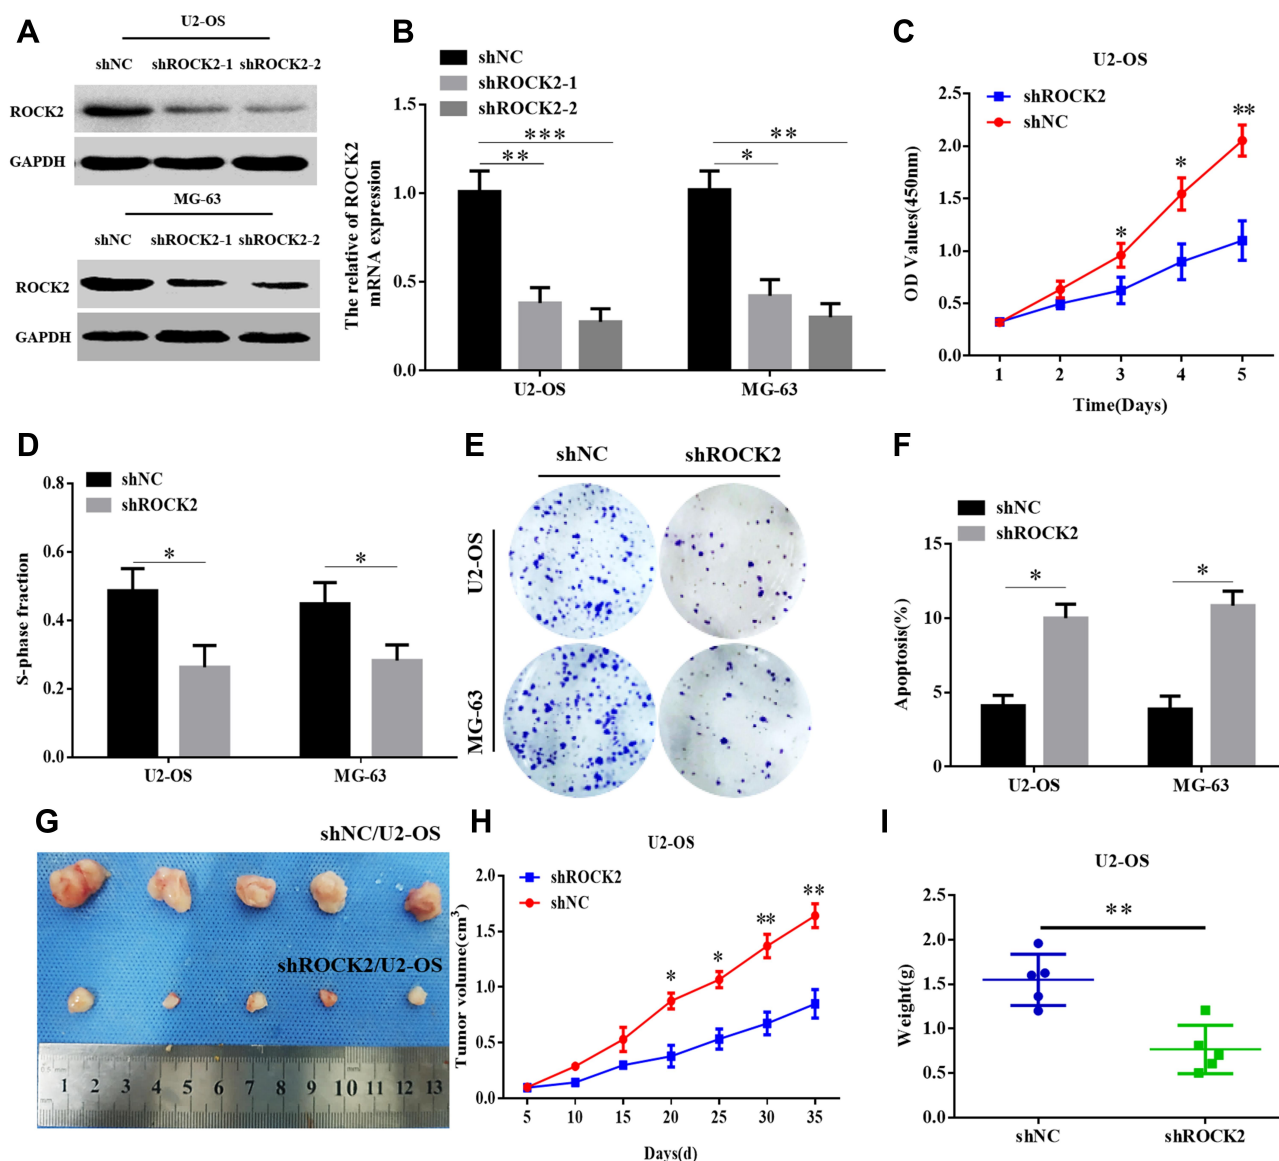 A
U2-OS
shNC shROCK2-1 shROCK2-2
ROCK2
GAPDH
MG-63
shNC shROCK2-1 shROCK2-2
ROCK2
GAPDH
B
shNC
shROCK2-1
shROCK2-2
The relative of ROCK2
mRNA expression
1.5
1.0
0.5
0.0
***
**
**
*
U2-OS MG-63
C
U2-OS
shROCK2
shNC
OD Values(450nm)
2.5
2.0
1.5
1.0
0.5
0.0
*
*
**
1 2 3 4 5
Time(Days)
D
shNC
shROCK2
S-phase fraction
0.8
0.6
0.4
0.2
0.0
*
*
U2-OS MG-63
E
shNC shROCK2
U2-OS
MG-63
F
shNC
shROCK2
Apoptosis(%)
15
10
5
0
*
*
U2-OS MG-63
G
shNC/U2-OS
shROCK2/U2-OS
1 2 3 4 5 6 7 8 9 10 11 12 13
H
U2-OS
shROCK2
shNC
Tumor volume(cm3)
2.0
1.5
1.0
0.5
0.0
*
*
**
**
5 10 15 20 25 30 35
Days(d)
I
U2-OS
Weight(g)
2.5
2.0
1.5
1.0
0.5
0.0
**
shNC shROCK2